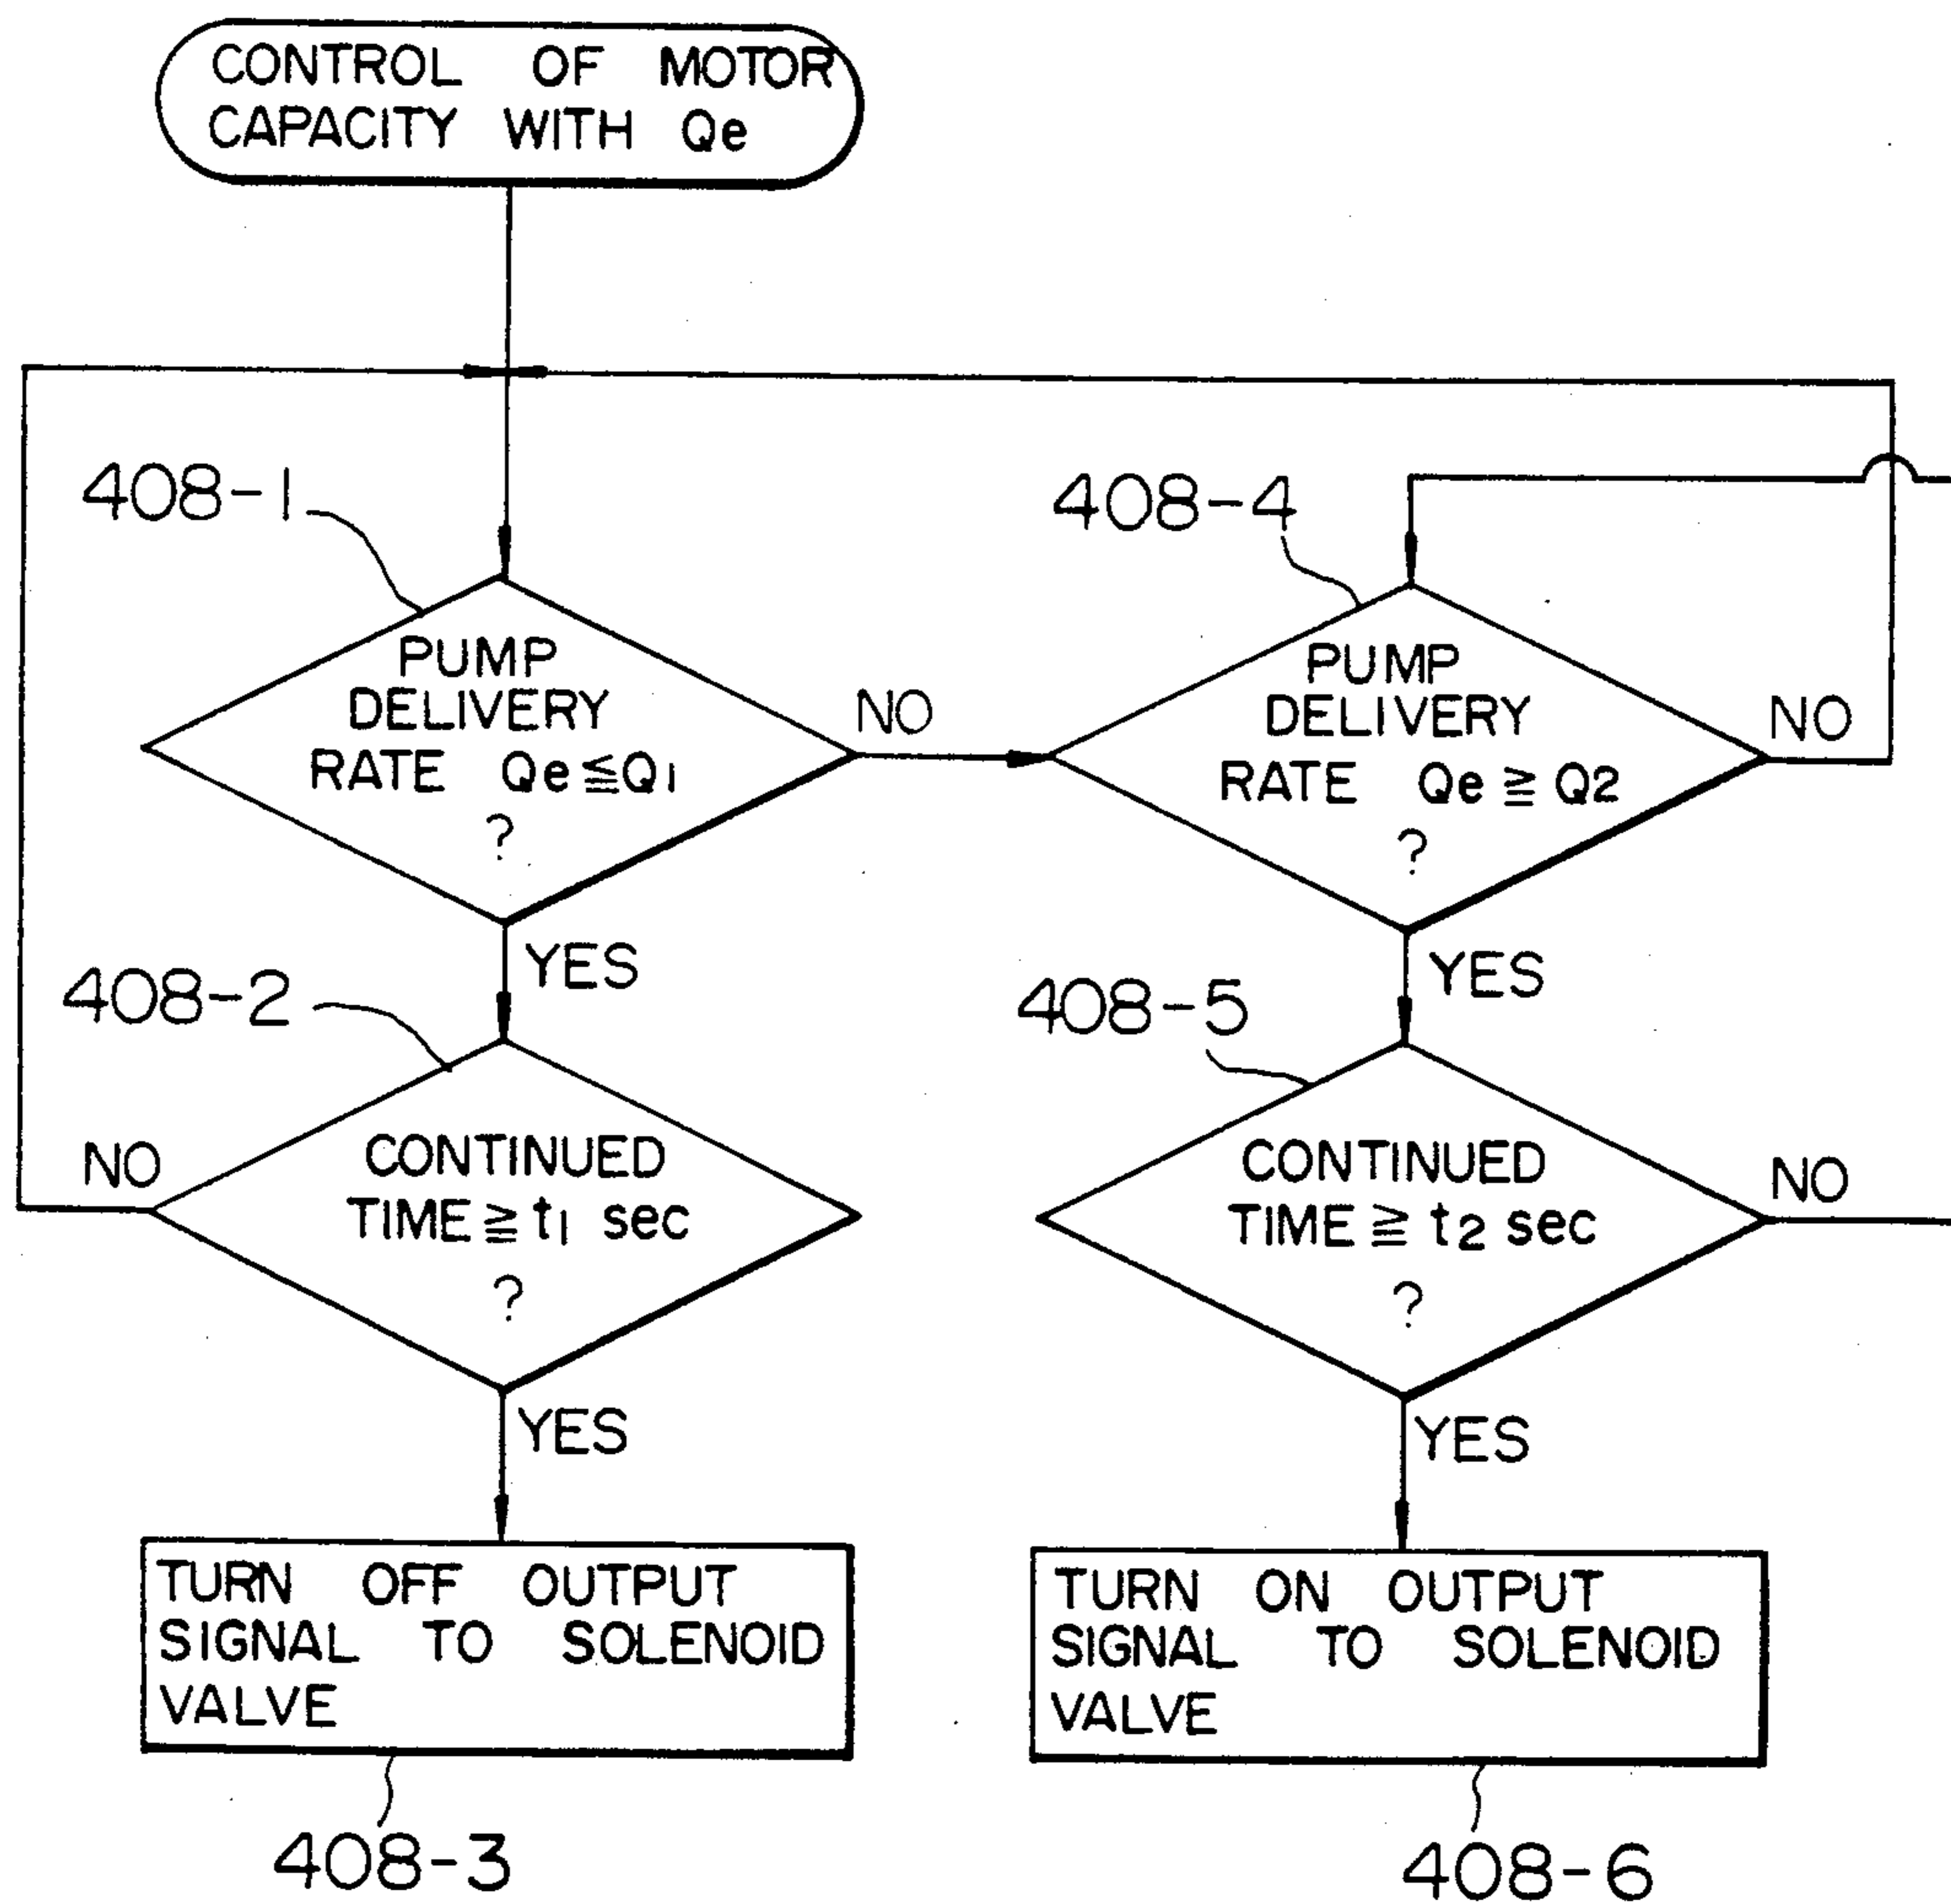 CONTROL OF MOTOR
CAPACITY WITH Qe
408-1
PUMP
DELIVERY
RATE Qe ≦ Q1
?
NO
408-4
PUMP
DELIVERY
RATE Qe ≧ Q2
?
NO
YES
408-2
CONTINUED
TIME ≧ t1 sec
?
NO
YES
408-5
CONTINUED
TIME ≧ t2 sec
?
NO
YES
TURN OFF OUTPUT
SIGNAL TO SOLENOID
VALVE
408-3
YES
TURN ON OUTPUT
SIGNAL TO SOLENOID
VALVE
408-6